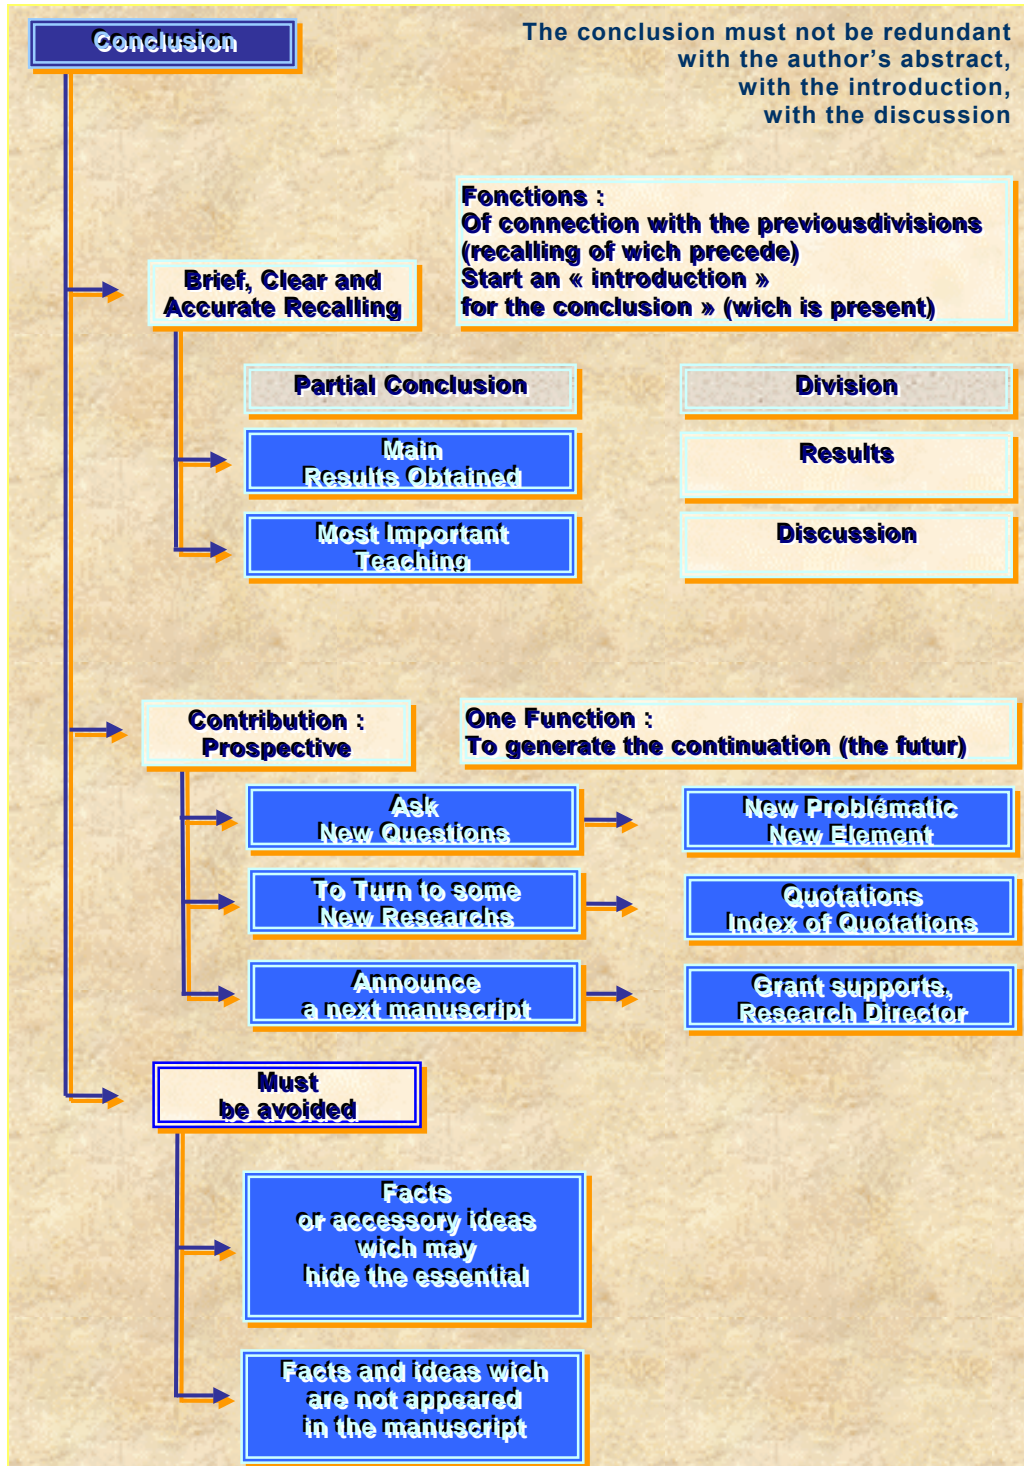 Conclusion
The conclusion must not be redundant
with the author's abstract,
with the introduction,
with the discussion
Fonctions :
Of connection with the previousdivisions
(recalling of wich precede)
Start an « introduction »
for the conclusion » (wich is present)
Brief, Clear and
Accurate Recalling
Partial Conclusion
Division
Main
Results Obtained
Results
Most Important
Teaching
Discussion
Contribution :
Prospective
One Function :
To generate the continuation (the futur)
Ask
New Questions
New Problématic
New Element
To Turn to some
New Researchs
Quotations
Index of Quotations
Announce
a next manuscript
Grant supports,
Research Director
Must
be avoided
Facts
or accessory ideas
wich may
hide the essential
Facts and ideas wich
are not appeared
in the manuscript